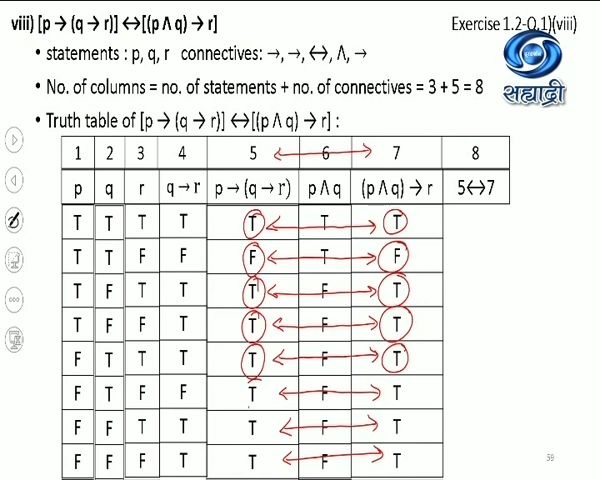 viii) [p → (q → r)] ↔[(p Λ q) → r] Exercise 1.2-Q.1)(viii)
• statements : p, q, r connectives: →, →, ↔, Λ, →
सह्याद्री
• No. of columns = no. of statements + no. of connectives = 3 + 5 = 8
• Truth table of [p → (q → r)] ↔[(p Λ q) → r] :
1 2 3 4 5 6 7 8
p q r q → r p → (q → r) p Λ q (p Λ q) → r 5↔7
T T T T T T T
T T F F F T F
T F T T T F T
T F F T T F T
F T T T T F T
F T F F T F T
F F T T T F T
F F F T T F T
59